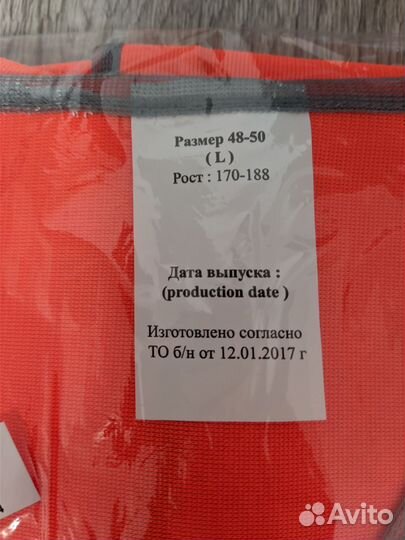 Размер 48-50
( L )
Рост : 170-188
Дата выпуска :
(production date )
Изготовлено согласно
ТО б/н от 12.01.2017 г
Avito